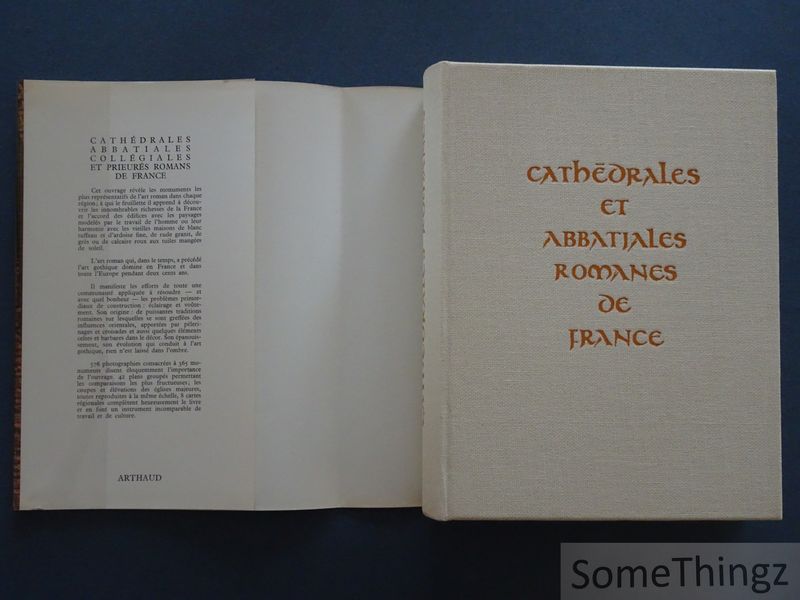 CATHÉDRALES
ABBATIALES
COLLÉGIALES
ET PRIEURÉS ROMANS
DE FRANCE
Cet ouvrage révèle les monuments les
plus représentatifs de l'art roman dans chaque
région ; à qui le feuillette il apprend à décou-
vrir les innombrables richesses de la France
et l'accord des édifices avec les paysages
modelés par le travail de l'homme ou leur
harmonie avec les vieilles maisons de blanc
tuffeau et d'ardoise fine, de rude granit, de
grès ou de calcaire roux aux tuiles mangées
de soleil.
L'art roman qui, dans le temps, a précédé
l'art gothique domine en France et dans
toute l'Europe pendant deux cents ans.
Il manifeste les efforts de toute une
communauté appliquée à résoudre — et
avec quel bonheur — les problèmes primor-
diaux de construction : éclairage et voûte-
ment. Son origine : de puissantes traditions
romaines sur lesquelles se sont greffées des
influences orientales, apportées par pèleri-
nages et croisades et aussi quelques éléments
celtes et barbares dans le décor. Son épanouis-
sement, son évolution qui conduit à l'art
gothique, rien n'est laissé dans l'ombre.
576 photographies consacrées à 365 mo-
numents disent éloquemment l'importance
de l'ouvrage. 42 plans groupés permettant
les comparaisons les plus fructueuses ; les
coupes et élévations des églises majeures,
toutes reproduites à la même échelle, 8 cartes
régionales complètent heureusement le livre
et en font un instrument incomparable de
travail et de culture.
ARTHAUD
CATHÉDRALES
ET
ABBATIALES
ROMANES
DE
FRANCE
SomeThingz